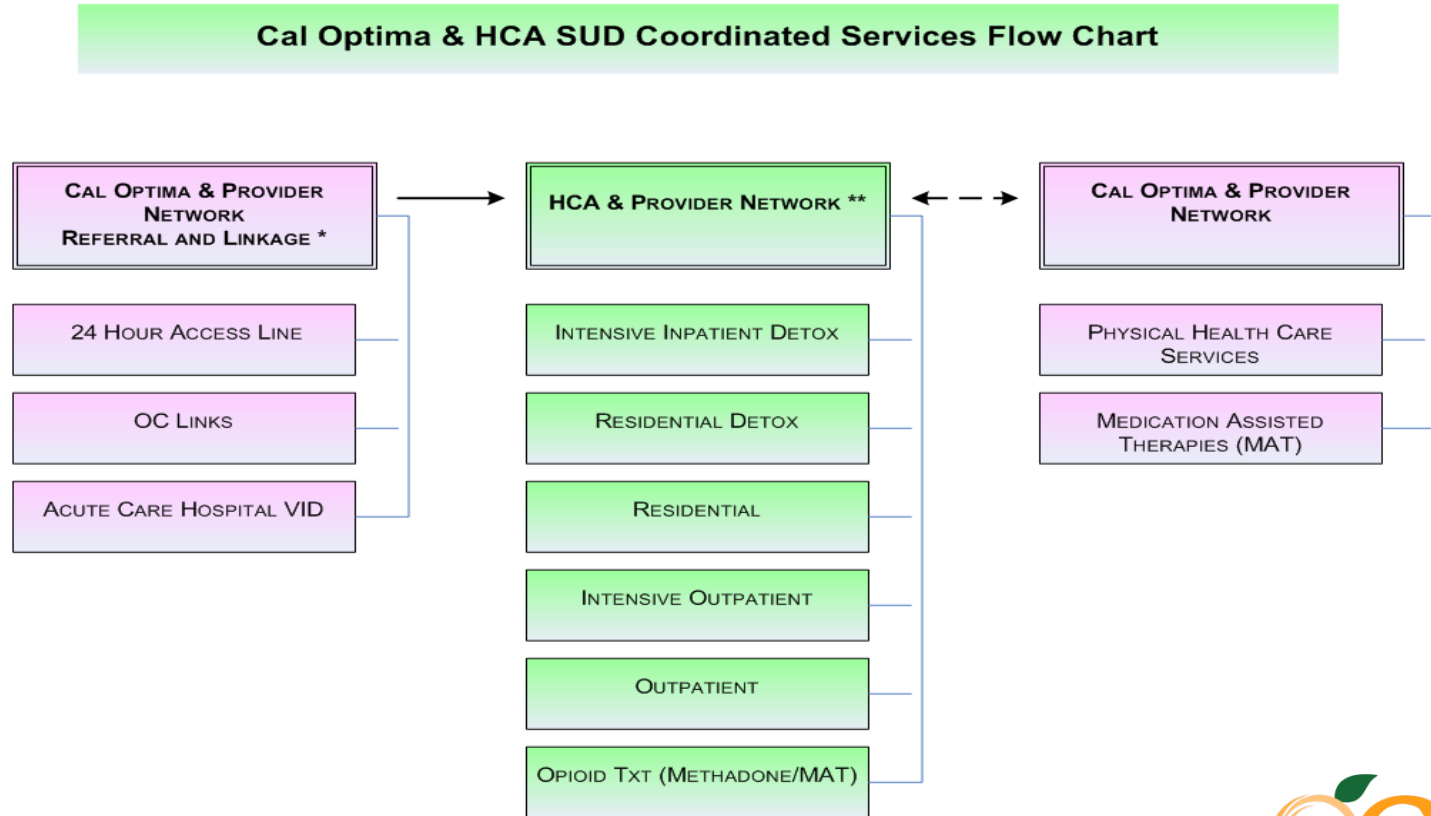 Cal Optima & HCA SUD Coordinated Services Flow Chart
CAL OPTIMA & PROVIDER
NETWORK
REFERRAL AND LINKAGE *
24 HOUR ACCESS LINE
OC LINKS
ACUTE CARE HOSPITAL VID
HCA & PROVIDER NETWORK **
INTENSIVE INPATIENT DETOX
RESIDENTIAL DETOX
RESIDENTIAL
INTENSIVE OUTPATIENT
OUTPATIENT
OPIOID TXT (METHADONE/MAT)
CAL OPTIMA & PROVIDER
NETWORK
PHYSICAL HEALTH CARE
SERVICES
MEDICATION ASSISTED
THERAPIES (MAT)